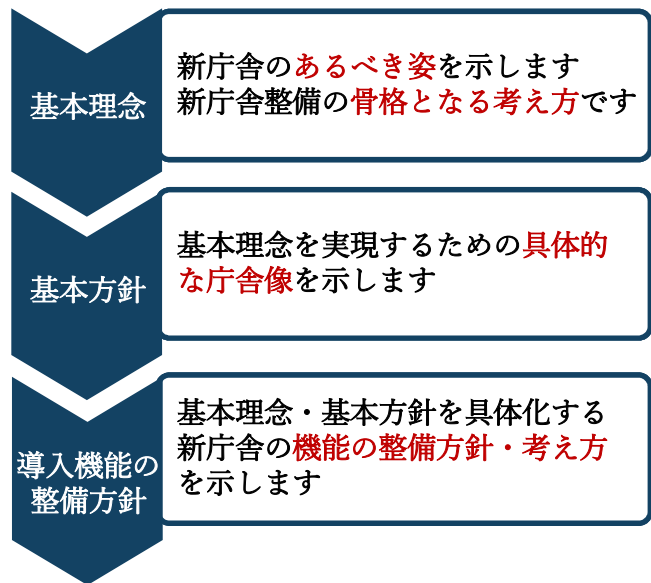 基本理念
新庁舎のあるべき姿を示します
新庁舎整備の骨格となる考え方です
基本方針
基本理念を実現するための具体的
な庁舎像を示します
導入機能の
整備方針
基本理念・基本方針を具体化する
新庁舎の機能の整備方針・考え方
を示します